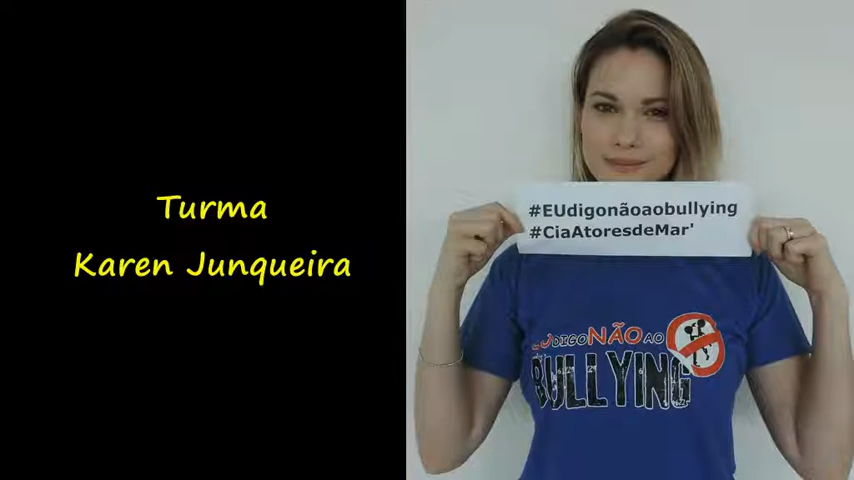 Turma
Karen Junqueira
#EUdigonãoaobullying
#CiaAtoresdeMar'
EU DIGO NÃO AO
BULLYING